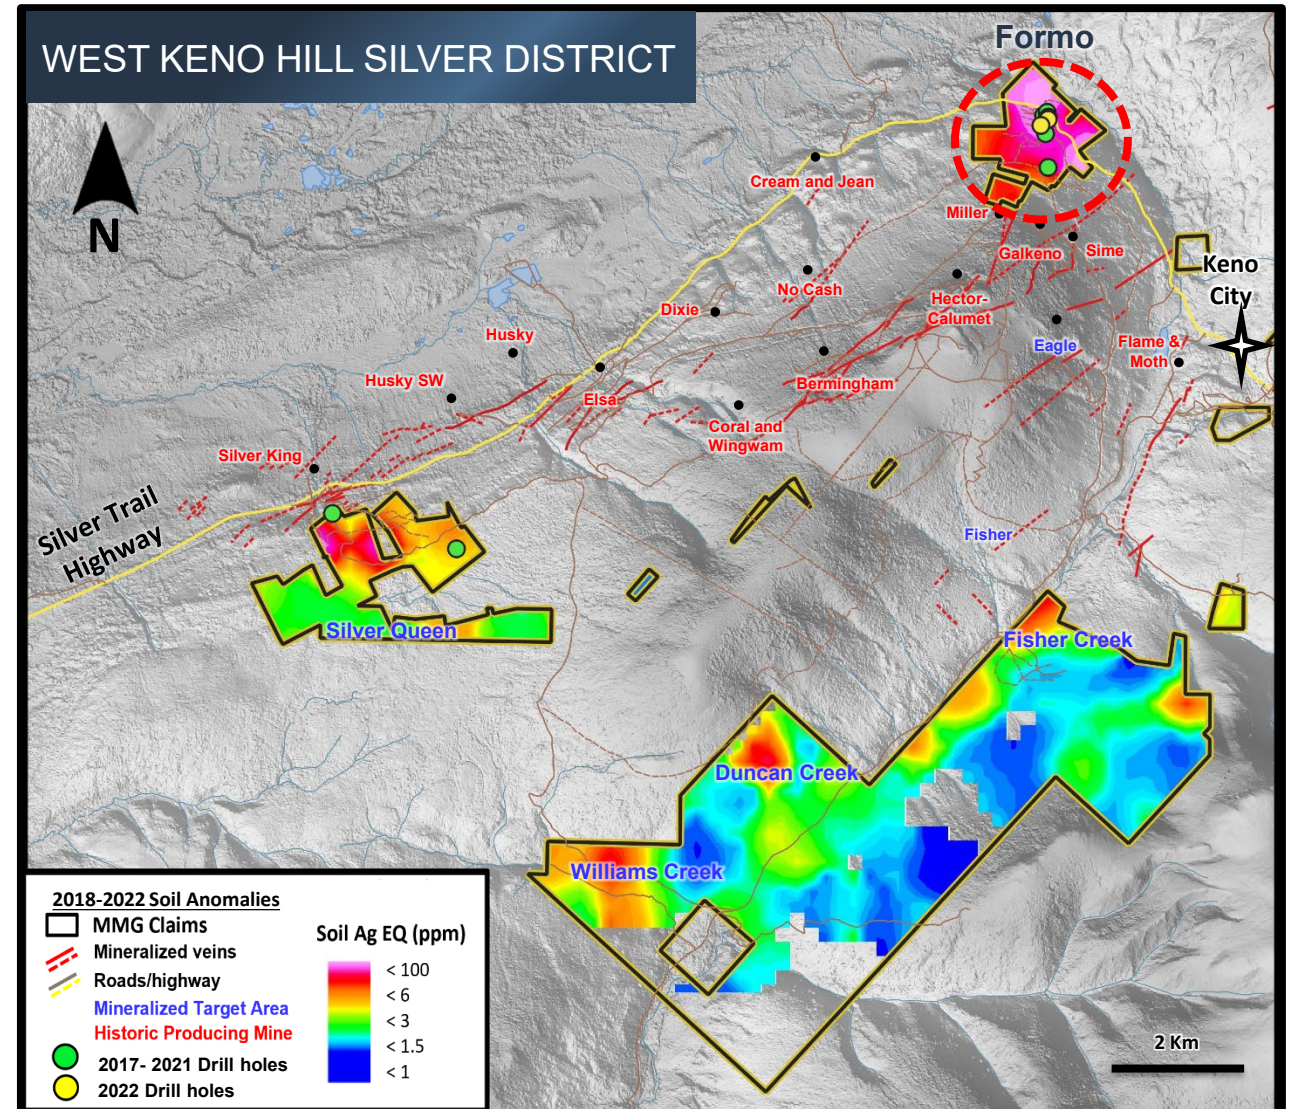 WEST KENO HILL SILVER DISTRICT
Formo
N
Cream and Jean
Miller
Galkeno
Sime
Keno
City
No Cash
Hector-
Calumet
Dixie
Eagle
Flame &
Moth
Husky
Husky SW
Elsa
Bermingham
Coral and
Wingwam
Silver King
Silver Trail
Highway
Fisher
Silver Queen
Fisher Creek
Duncan Creek
Williams Creek
2018-2022 Soil Anomalies
MMG Claims
Mineralized veins
Roads/highway
Mineralized Target Area
Historic Producing Mine
2017- 2021 Drill holes
2022 Drill holes
Soil Ag EQ (ppm)
< 100
< 6
< 3
< 1.5
< 1
2 Km